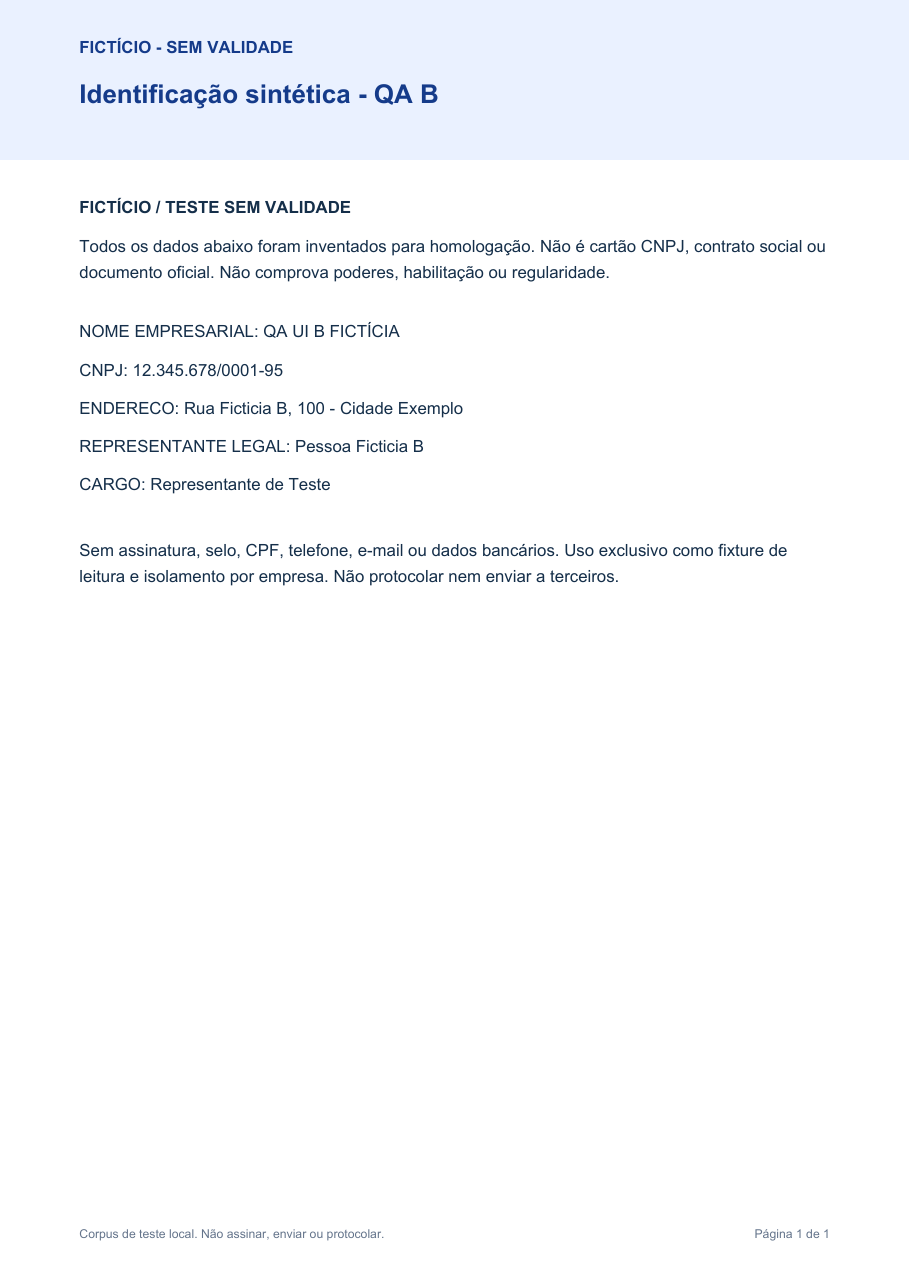 FICTÍCIO - SEM VALIDADE
Identificação sintética - QA B
FICTÍCIO / TESTE SEM VALIDADE
Todos os dados abaixo foram inventados para homologação. Não é cartão CNPJ, contrato social ou
documento oficial. Não comprova poderes, habilitação ou regularidade.
NOME EMPRESARIAL: QA UI B FICTÍCIA
CNPJ: 12.345.678/0001-95
ENDERECO: Rua Ficticia B, 100 - Cidade Exemplo
REPRESENTANTE LEGAL: Pessoa Ficticia B
CARGO: Representante de Teste
Sem assinatura, selo, CPF, telefone, e-mail ou dados bancários. Uso exclusivo como fixture de
leitura e isolamento por empresa. Não protocolar nem enviar a terceiros.
Corpus de teste local. Não assinar, enviar ou protocolar.
Página 1 de 1